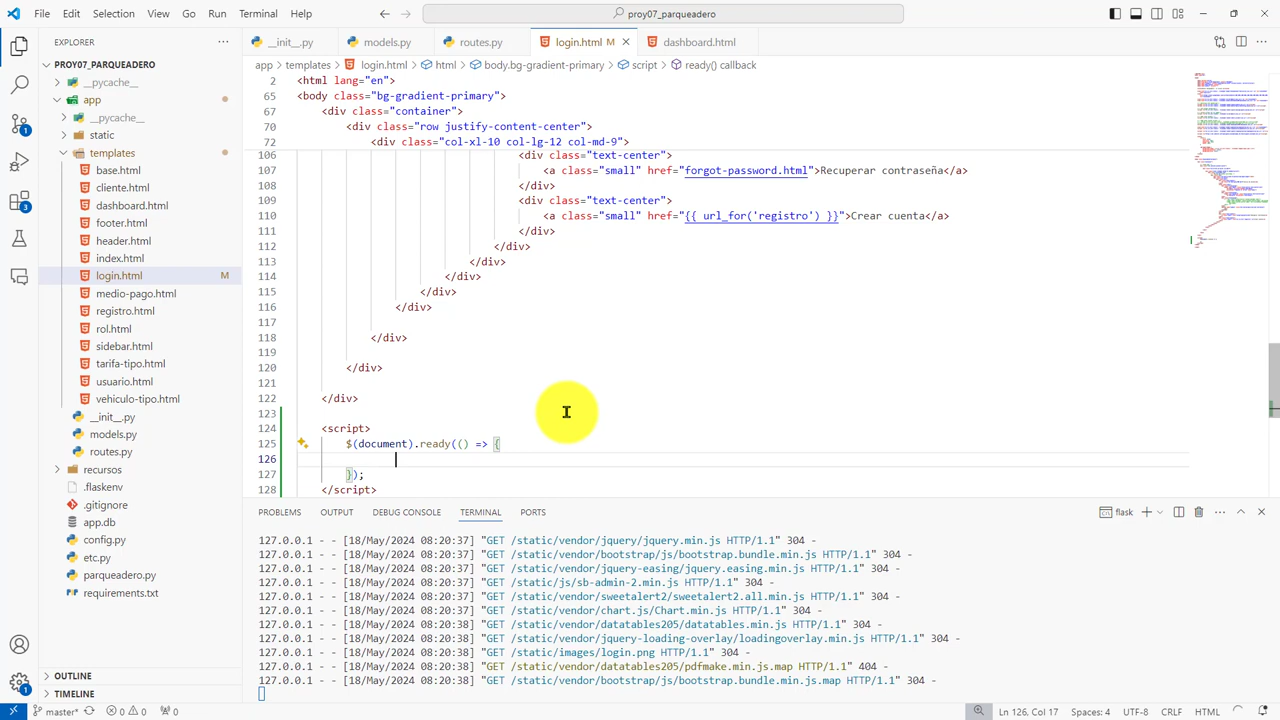 File Edit Selection View Go Run Terminal Help
proy07_parqueadero
EXPLORER
PROY07_PARQUEADERO
__pycache__
app
__pycache__
static
templates
base.html
cliente.html
dashboard.html
footer.html
header.html
index.html
login.html M
medio-pago.html
registro.html
rol.html
sidebar.html
tarifa-tipo.html
usuario.html
vehiculo-tipo.html
__init__.py
models.py
routes.py
recursos
.flaskenv
.gitignore
app.db
config.py
etc.py
parqueadero.py
requirements.txt
OUTLINE
TIMELINE
__init__.py models.py routes.py login.html M dashboard.html
app > templates > login.html > html > body.bg-gradient-primary > script > ready() callback
2 <html lang="en">
65 <body class="bg-gradient-primary
67 <div class="container">
70 <div class="row justify-content-center">
72 <div class="col-xl-10 col-lg-12 col-md-9">
106 <div class="text-center">
107 <a class="small" href="forgot-password.html">Recuperar contraseña</a>
108 </div>
109 <div class="text-center">
110 <a class="small" href="{{ url_for('registro') }}">Crear cuenta</a>
111 </div>
112 </div>
113 </div>
114 </div>
115 </div>
116 </div>
117
118 </div>
119
120 </div>
121
122 </div>
123
124 <script>
125 $(document).ready(() => {
126
127 });
128 </script>
PROBLEMS OUTPUT DEBUG CONSOLE TERMINAL PORTS
flask
127.0.0.1 - - [18/May/2024 08:20:37] "GET /static/vendor/jquery/jquery.min.js HTTP/1.1" 304 -
127.0.0.1 - - [18/May/2024 08:20:37] "GET /static/vendor/bootstrap/js/bootstrap.bundle.min.js HTTP/1.1" 304 -
127.0.0.1 - - [18/May/2024 08:20:37] "GET /static/vendor/jquery-easing/jquery.easing.min.js HTTP/1.1" 304 -
127.0.0.1 - - [18/May/2024 08:20:37] "GET /static/js/sb-admin-2.min.js HTTP/1.1" 304 -
127.0.0.1 - - [18/May/2024 08:20:37] "GET /static/vendor/sweetalert2/sweetalert2.all.min.js HTTP/1.1" 304 -
127.0.0.1 - - [18/May/2024 08:20:37] "GET /static/vendor/chart.js/Chart.min.js HTTP/1.1" 304 -
127.0.0.1 - - [18/May/2024 08:20:38] "GET /static/vendor/datatables205/datatables.min.js HTTP/1.1" 304 -
127.0.0.1 - - [18/May/2024 08:20:38] "GET /static/vendor/jquery-loading-overlay/loadingoverlay.min.js HTTP/1.1" 304 -
127.0.0.1 - - [18/May/2024 08:20:38] "GET /static/images/login.png HTTP/1.1" 304 -
127.0.0.1 - - [18/May/2024 08:20:38] "GET /static/vendor/datatables205/pdfmake.min.js.map HTTP/1.1" 404 -
127.0.0.1 - - [18/May/2024 08:20:38] "GET /static/vendor/bootstrap/js/bootstrap.bundle.min.js.map HTTP/1.1" 304 -
master* 0 0 0 Ln 126, Col 17 Spaces: 4 UTF-8 CRLF HTML